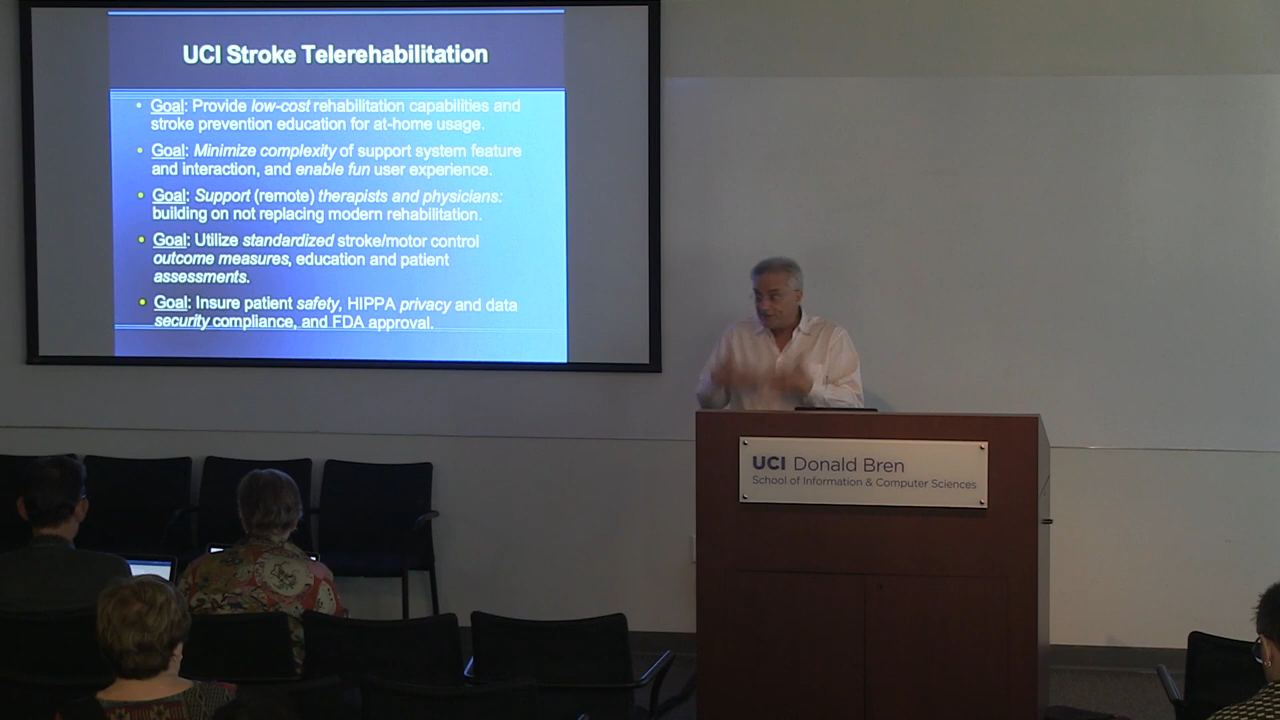 UCI Stroke Telerehabilitation
• Goal: Provide low-cost rehabilitation capabilities and
stroke prevention education for at-home usage.
• Goal: Minimize complexity of support system feature
and interaction, and enable fun user experience.
• Goal: Support (remote) therapists and physicians:
building on not replacing modern rehabilitation.
• Goal: Utilize standardized stroke/motor control
outcome measures, education and patient
assessments.
• Goal: Insure patient safety, HIPPA privacy and data
security compliance, and FDA approval.
UCI Donald Bren
School of Information & Computer Sciences